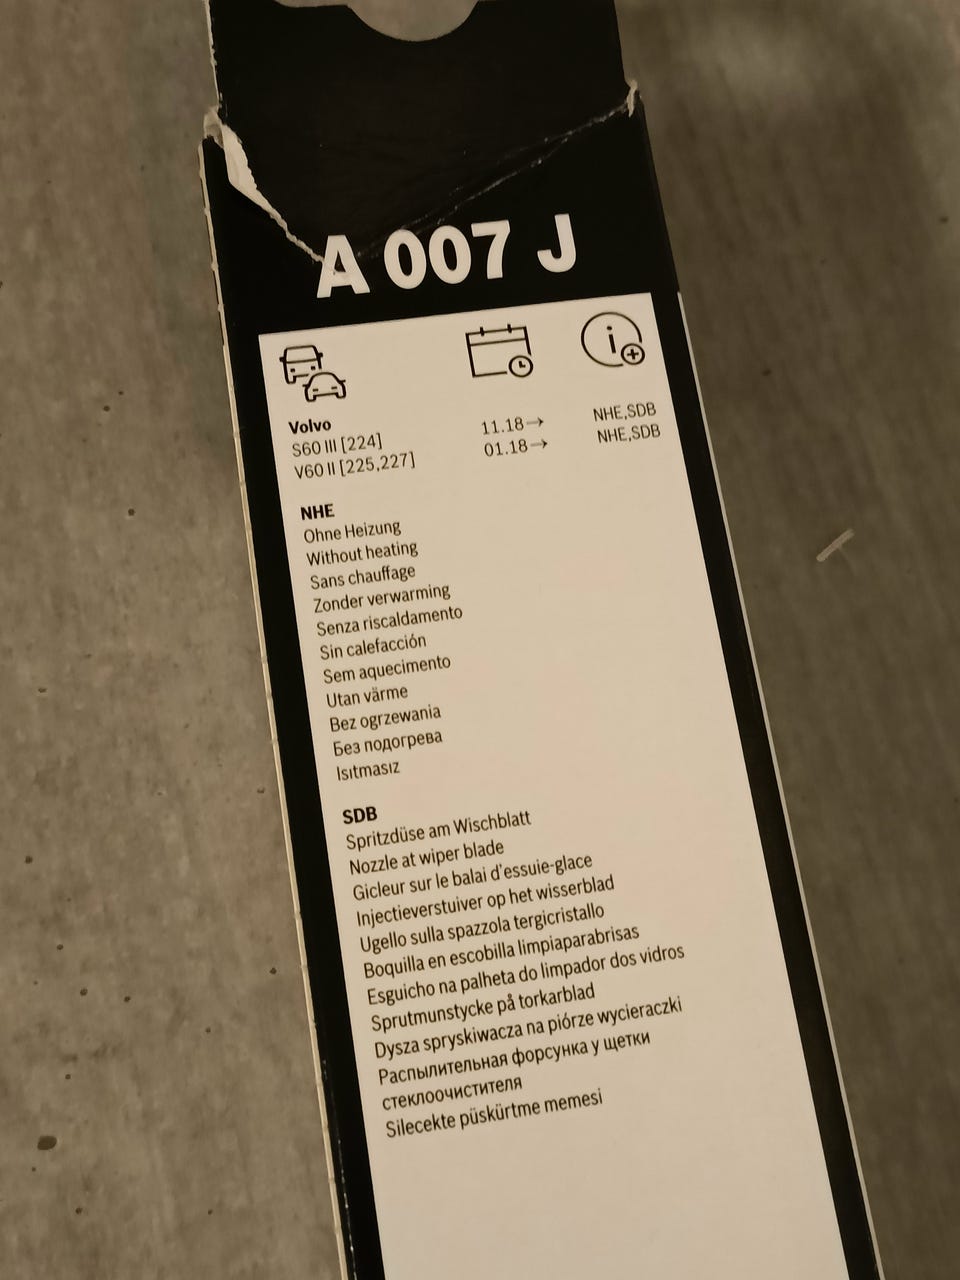 A 007 J
Volvo
S60 III [224] 11.18→ NHE,SDB
V60 II [225,227] 01.18→ NHE,SDB
NHE
Ohne Heizung
Without heating
Sans chauffage
Zonder verwarming
Senza riscaldamento
Sin calefacción
Sem aquecimento
Utan värme
Bez ogrzewania
Без подогрева
Isıtmasız
SDB
Spritzdüse am Wischblatt
Nozzle at wiper blade
Gicleur sur le balai d'essuie-glace
Injectieverstuiver op het wisserblad
Ugello sulla spazzola tergicristallo
Boquilla en escobilla limpiaparabrisas
Esguicho na palheta do limpador dos vidros
Sprutmunstycke på torkarblad
Dysza spryskiwacza na piórze wycieraczki
Распылительная форсунка у щетки
стеклоочистителя
Silecekte püskürtme memesi